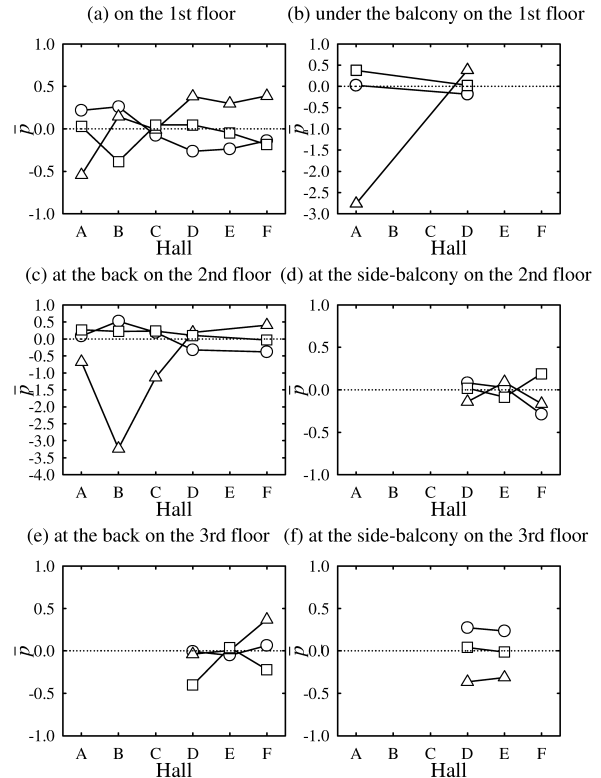 (a) on the 1st floor
1.0
0.5
0.0
-0.5
-1.0
p̅
A B C D E F
Hall
(b) under the balcony on the 1st floor
1.0
0.5
0.0
-0.5
-1.0
-1.5
-2.0
-2.5
-3.0
p̅
A B C D E F
Hall
(c) at the back on the 2nd floor
1.0
0.5
0.0
-0.5
-1.0
-1.5
-2.0
-2.5
-3.0
-3.5
-4.0
p̅
A B C D E F
Hall
(d) at the side-balcony on the 2nd floor
1.0
0.5
0.0
-0.5
-1.0
p̅
A B C D E F
Hall
(e) at the back on the 3rd floor
1.0
0.5
0.0
-0.5
-1.0
p̅
A B C D E F
Hall
(f) at the side-balcony on the 3rd floor
1.0
0.5
0.0
-0.5
-1.0
p̅
A B C D E F
Hall